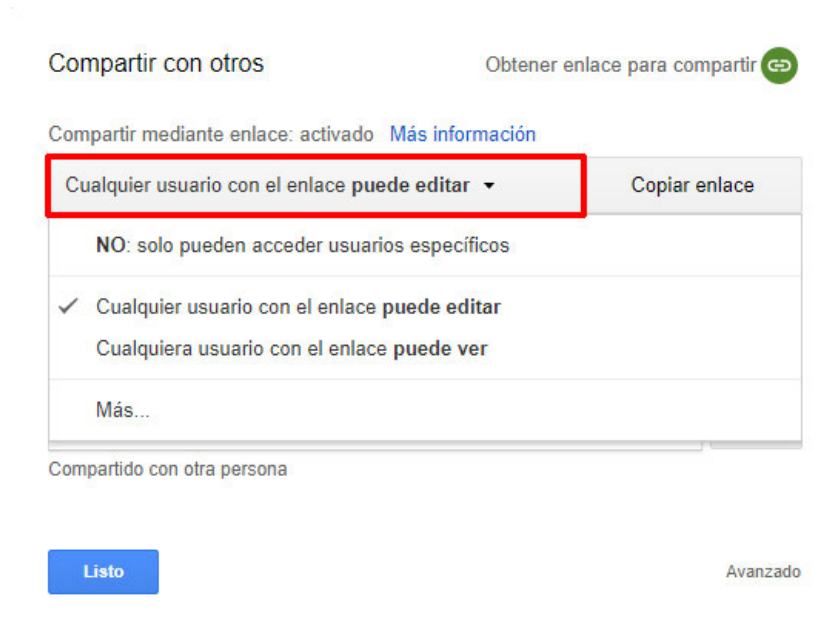 Compartir con otros
Obtener enlace para compartir
Compartir mediante enlace: activado Más información
Cualquier usuario con el enlace puede editar
Copiar enlace
NO: solo pueden acceder usuarios específicos
Cualquier usuario con el enlace puede editar
Cualquiera usuario con el enlace puede ver
Más...
Compartido con otra persona
Listo
Avanzado